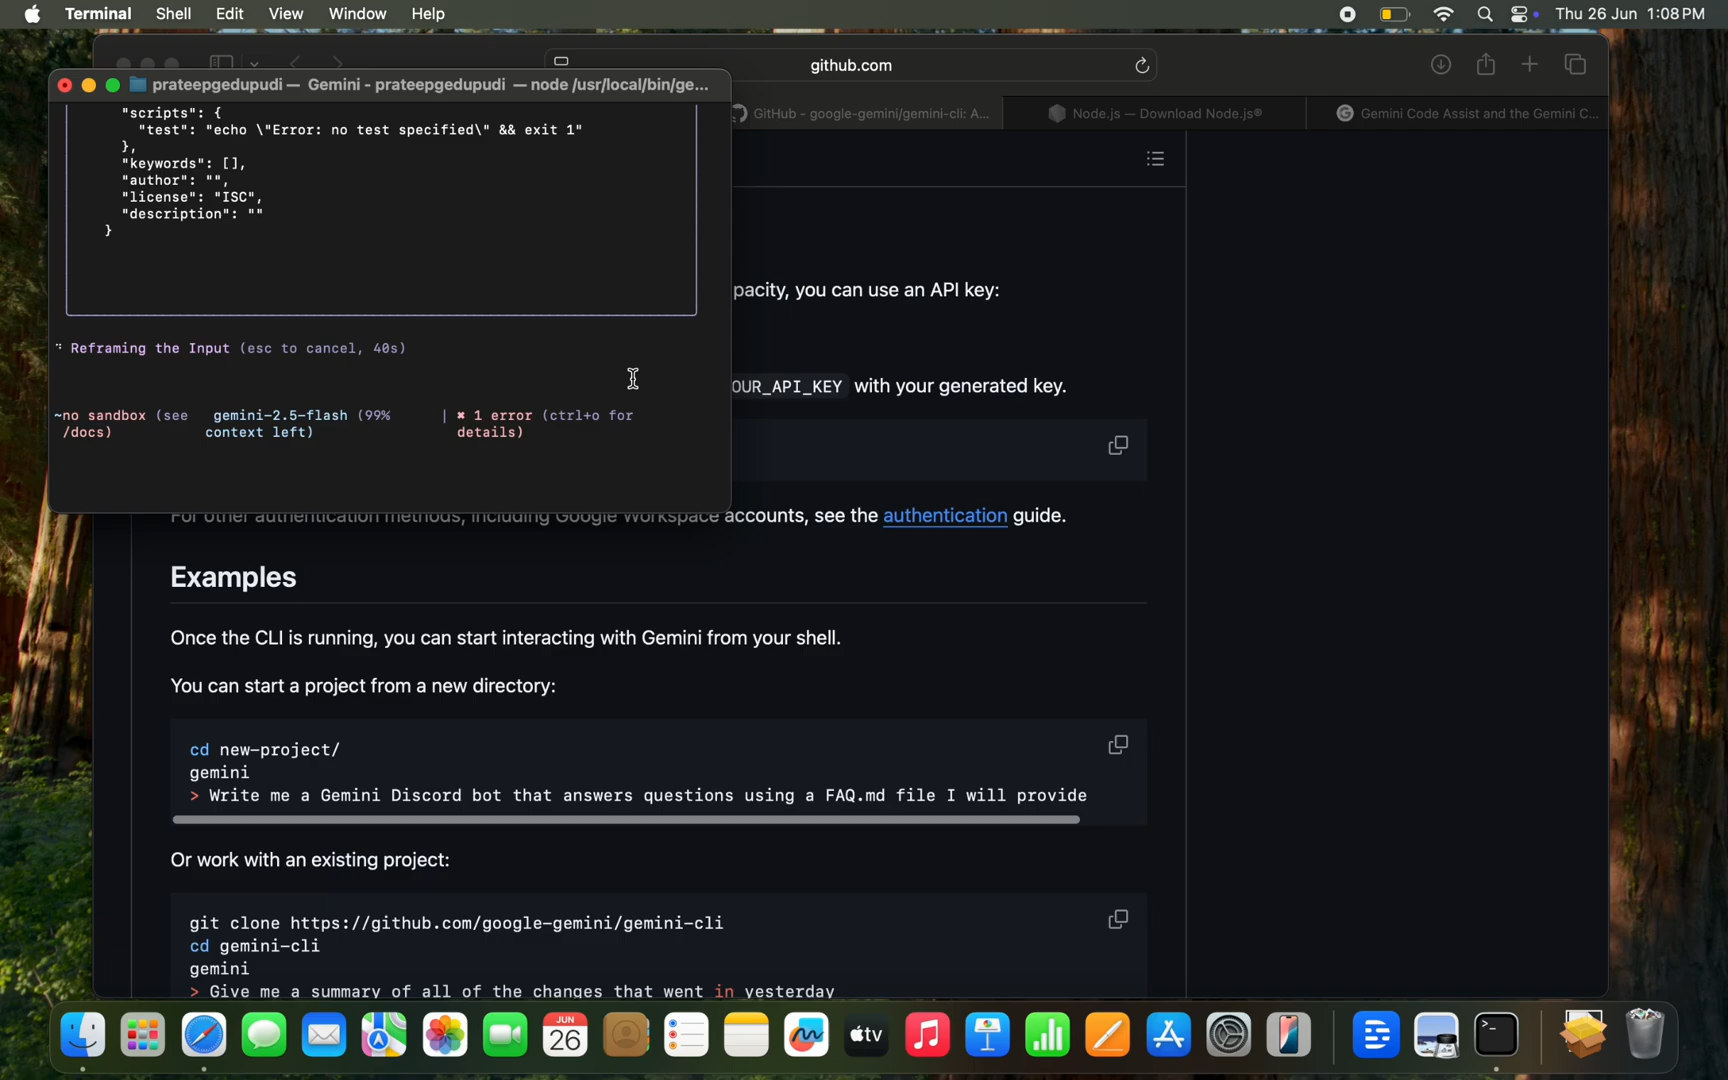 Terminal Shell Edit View Window Help
Thu 26 Jun 1:08 PM
github.com
prateepgedupudi — Gemini - prateepgedupudi — node /usr/local/bin/ge...
GitHub - google-gemini/gemini-cli: A...
Node.js — Download Node.js®
Gemini Code Assist and the Gemini C...
"scripts": {
"test": "echo \"Error: no test specified\" && exit 1"
},
"keywords": [],
"author": "",
"license": "ISC",
"description": ""
}
Reframing the Input (esc to cancel, 40s)
~no sandbox (see gemini-2.5-flash (99% | ✖ 1 error (ctrl+o for
/docs) context left) details)
pacity, you can use an API key:
OUR_API_KEY with your generated key.
For other authentication methods, including Google Workspace accounts, see the authentication guide.
Examples
Once the CLI is running, you can start interacting with Gemini from your shell.
You can start a project from a new directory:
cd new-project/
gemini
> Write me a Gemini Discord bot that answers questions using a FAQ.md file I will provide
Or work with an existing project:
git clone https://github.com/google-gemini/gemini-cli
cd gemini-cli
gemini
> Give me a summary of all of the changes that went in yesterday
JUN
26
tv
>_